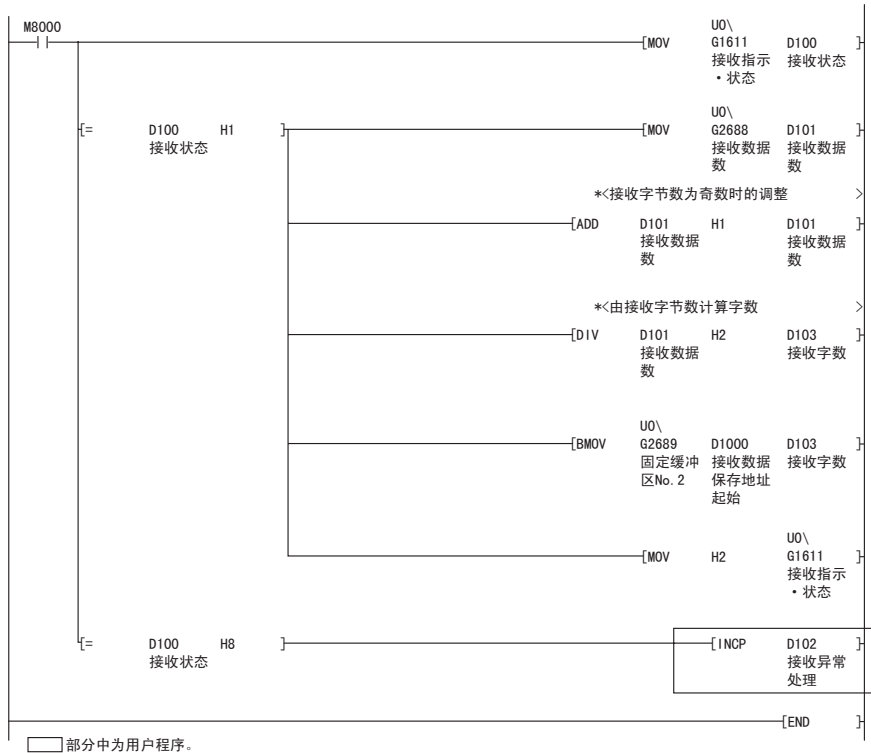 M8000
U0\
[MOV G1611 D100 ]
接收指示 接收状态
・状态
U0\
[= D100 H1 ] [MOV G2688 D101 ]
接收状态 接收数据 接收数据
数 数
*<接收字节数为奇数时的调整 >
[ADD D101 H1 D101 ]
接收数据 接收数据
数 数
*<由接收字节数计算字数 >
[DIV D101 H2 D103 ]
接收数据 接收字数
数
U0\
[BMOV G2689 D1000 D103 ]
固定缓冲 接收数据 接收字数
区No.2 保存地址
起始
U0\
[MOV H2 G1611 ]
接收指示
・状态
[= D100 H8 ] [INCP D102 ]
接收状态 接收异常
处理
[END ]
部分中为用户程序。